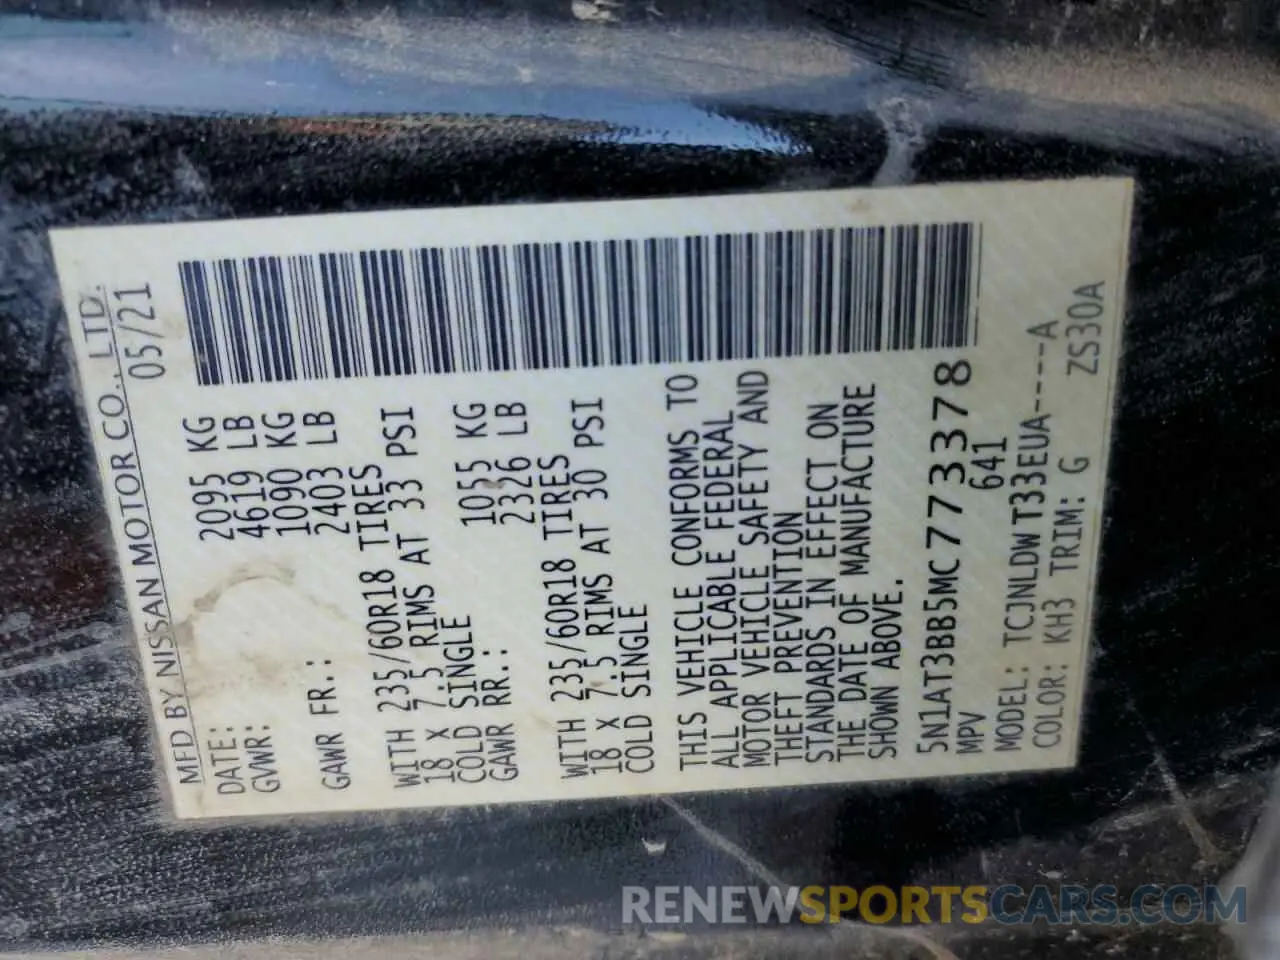 MFD BY NISSAN MOTOR CO., LTD.
DATE: 05/21
GVWR: 2095 KG
4619 LB
GAWR FR.: 1090 KG
2403 LB
WITH 235/60R18 TIRES
18 X 7.5 RIMS AT 33 PSI
COLD SINGLE
GAWR RR.: 1055 KG
2326 LB
WITH 235/60R18 TIRES
18 X 7.5 RIMS AT 30 PSI
COLD SINGLE
THIS VEHICLE CONFORMS TO
ALL APPLICABLE FEDERAL
MOTOR VEHICLE SAFETY AND
THEFT PREVENTION
STANDARDS IN EFFECT ON
THE DATE OF MANUFACTURE
SHOWN ABOVE.
5N1AT3BB5MC773378
MPV 641
MODEL: TCJNLDWT33EUA----A
COLOR: KH3 TRIM: G ZS30A
RENEWSPORTSCARS.COM